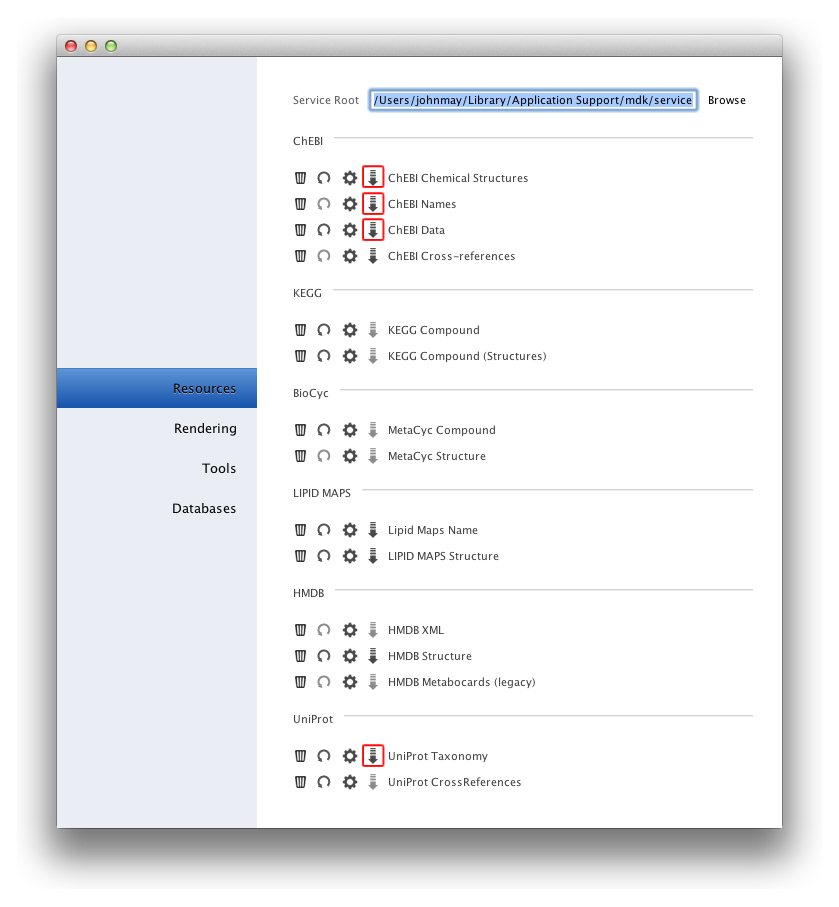 Service Root /Users/johnmay/Library/Application Support/mdk/service Browse
ChEBI
ChEBI Chemical Structures
ChEBI Names
ChEBI Data
ChEBI Cross-references
KEGG
KEGG Compound
KEGG Compound (Structures)
Resources
BioCyc
Rendering
MetaCyc Compound
MetaCyc Structure
Tools
LIPID MAPS
Databases
Lipid Maps Name
LIPID MAPS Structure
HMDB
HMDB XML
HMDB Structure
HMDB Metabocards (legacy)
UniProt
UniProt Taxonomy
UniProt CrossReferences